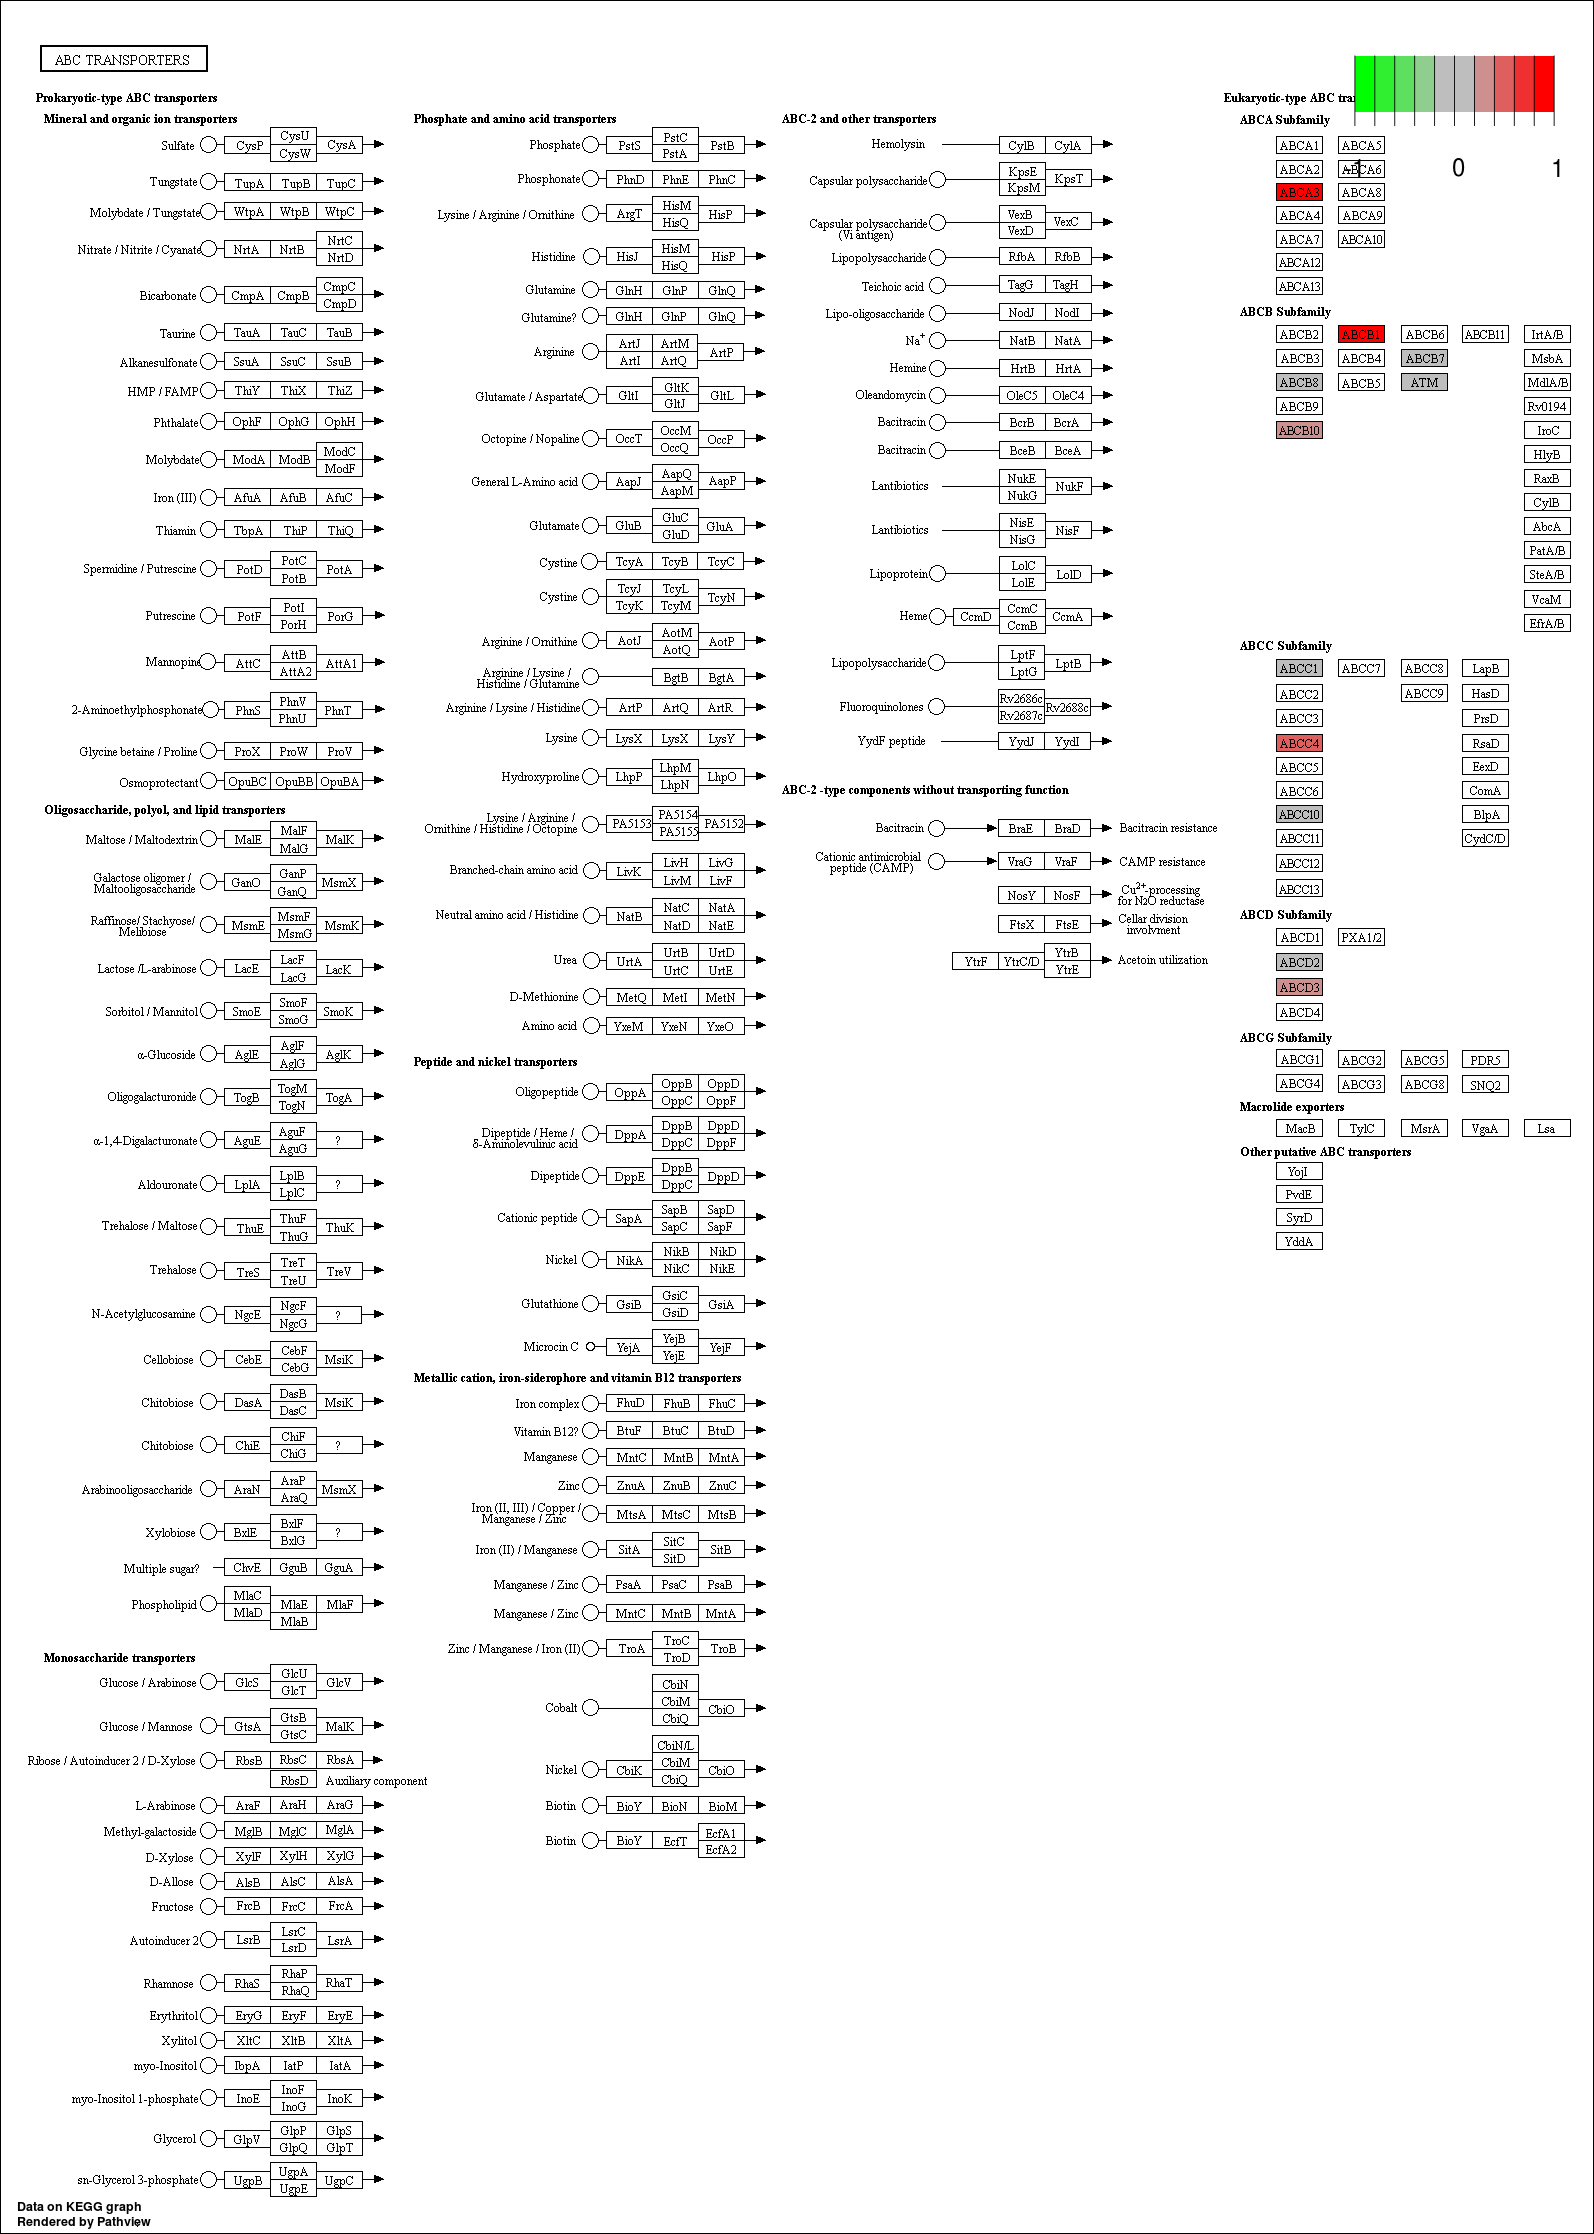 ABC TRANSPORTERS
-1 0 1
Prokaryotic-type ABC transporters
Mineral and organic ion transporters
Sulfate CysP CysU CysW CysA
Tungstate TupA TupB TupC
Molybdate / Tungstate WtpA WtpB WtpC
Nitrate / Nitrite / Cyanate NrtA NrtB NrtC NrtD
Bicarbonate CmpA CmpB CmpC CmpD
Taurine TauA TauC TauB
Alkanesulfonate SsuA SsuC SsuB
HMP / FAMP ThiY ThiX ThiZ
Phthalate OphF OphG OphH
Molybdate ModA ModB ModC ModF
Iron (III) AfuA AfuB AfuC
Thiamin TbpA ThiP ThiQ
Spermidine / Putrescine PotD PotC PotB PotA
Putrescine PotF PotI PorH PorG
Mannopine AttC AttB AttA2 AttA1
2-Aminoethylphosphonate PhnS PhnV PhnU PhnT
Glycine betaine / Proline ProX ProW ProV
Osmoprotectant OpuBC OpuBB OpuBA
Oligosaccharide, polyol, and lipid transporters
Maltose / Maltodextrin MalE MalF MalG MalK
Galactose oligomer / Maltooligosaccharide GanO GanP GanQ MsmX
Raffinose/ Stachyose/ Melibiose MsmE MsmF MsmG MsmK
Lactose /L-arabinose LacE LacF LacG LacK
Sorbitol / Mannitol SmoE SmoF SmoG SmoK
α-Glucoside AglE AglF AglG AglK
Oligogalacturonide TogB TogM TogN TogA
α-1,4-Digalacturonate AguE AguF AguG ?
Aldouronate LplA LplB LplC ?
Trehalose / Maltose ThuE ThuF ThuG ThuK
Trehalose TreS TreT TreU TreV
N-Acetylglucosamine NgcE NgcF NgcG ?
Cellobiose CebE CebF CebG MsiK
Chitobiose DasA DasB DasC MsiK
Chitobiose ChiE ChiF ChiG ?
Arabinooligosaccharide AraN AraP AraQ MsmX
Xylobiose BxlE BxlF BxlG ?
Multiple sugar? ChvE GguB GguA
Phospholipid MlaC MlaD MlaE MlaB MlaF
Monosaccharide transporters
Glucose / Arabinose GlcS GlcU GlcT GlcV
Glucose / Mannose GtsA GtsB GtsC MalK
Ribose / Autoinducer 2 / D-Xylose RbsB RbsC RbsA
RbsD Auxiliary component
L-Arabinose AraF AraH AraG
Methyl-galactoside MglB MglC MglA
D-Xylose XylF XylH XylG
D-Allose AlsB AlsC AlsA
Fructose FrcB FrcC FrcA
Autoinducer 2 LsrB LsrC LsrD LsrA
Rhamnose RhaS RhaP RhaQ RhaT
Erythritol EryG EryF EryE
Xylitol XltC XltB XltA
myo-Inositol IbpA IatP IatA
myo-Inositol 1-phosphate InoE InoF InoG InoK
Glycerol GlpV GlpP GlpQ GlpS GlpT
sn-Glycerol 3-phosphate UgpB UgpA UgpE UgpC
Phosphate and amino acid transporters
Phosphate PstS PstC PstA PstB
Phosphonate PhnD PhnE PhnC
Lysine / Arginine / Ornithine ArgT HisM HisQ HisP
Histidine HisJ HisM HisQ HisP
Glutamine GlnH GlnP GlnQ
Glutamine? GlnH GlnP GlnQ
Arginine ArtJ ArtI ArtM ArtQ ArtP
Glutamate / Aspartate GltI GltK GltJ GltL
Octopine / Nopaline OccT OccM OccQ OccP
General L-Amino acid AapJ AapQ AapM AapP
Glutamate GluB GluC GluD GluA
Cystine TcyA TcyB TcyC
Cystine TcyJ TcyK TcyL TcyM TcyN
Arginine / Ornithine AotJ AotM AotQ AotP
Arginine / Lysine / Histidine / Glutamine BgtB BgtA
Arginine / Lysine / Histidine ArtP ArtQ ArtR
Lysine LysX LysX LysY
Hydroxyproline LhpP LhpM LhpN LhpO
Lysine / Arginine / Ornithine / Histidine / Octopine PA5153 PA5154 PA5155 PA5152
Branched-chain amino acid LivK LivH LivM LivG LivF
Neutral amino acid / Histidine NatB NatC NatD NatA NatE
Urea UrtA UrtB UrtC UrtD UrtE
D-Methionine MetQ MetI MetN
Amino acid YxeM YxeN YxeO
Peptide and nickel transporters
Oligopeptide OppA OppB OppC OppD OppF
Dipeptide / Heme / δ-Aminolevulinic acid DppA DppB DppC DppD DppF
Dipeptide DppE DppB DppC DppD
Cationic peptide SapA SapB SapC SapD SapF
Nickel NikA NikB NikC NikD NikE
Glutathione GsiB GsiC GsiD GsiA
Microcin C YejA YejB YejE YejF
Metallic cation, iron-siderophore and vitamin B12 transporters
Iron complex FhuD FhuB FhuC
Vitamin B12? BtuF BtuC BtuD
Manganese MntC MntB MntA
Zinc ZnuA ZnuB ZnuC
Iron (II, III) / Copper / Manganese / Zinc MtsA MtsC MtsB
Iron (II) / Manganese SitA SitC SitD SitB
Manganese / Zinc PsaA PsaC PsaB
Manganese / Zinc MntC MntB MntA
Zinc / Manganese / Iron (II) TroA TroC TroD TroB
Cobalt CbiN CbiM CbiQ CbiO
Nickel CbiK CbiN/L CbiM CbiQ CbiO
Biotin BioY BioN BioM
Biotin BioY EcfT EcfA1 EcfA2
ABC-2 and other transporters
Hemolysin CylB CylA
Capsular polysaccharide KpsE KpsM KpsT
Capsular polysaccharide (Vi antigen) VexB VexD VexC
Lipopolysaccharide RfbA RfbB
Teichoic acid TagG TagH
Lipo-oligosaccharide NodJ NodI
Na+ NatB NatA
Hemine HrtB HrtA
Oleandomycin OleC5 OleC4
Bacitracin BcrB BcrA
Bacitracin BceB BceA
Lantibiotics NukE NukG NukF
Lantibiotics NisE NisG NisF
Lipoprotein LolC LolE LolD
Heme CcmD CcmC CcmB CcmA
Lipopolysaccharide LptF LptG LptB
Fluoroquinolones Rv2686c Rv2687c Rv2688c
YydF peptide YydJ YydI
ABC-2 -type components without transporting function
Bacitracin BraE BraD Bacitracin resistance
Cationic antimicrobial peptide (CAMP) VraG VraF CAMP resistance
NosY NosF Cu2+-processing for N2O reductase
FtsX FtsE Cellar division involvment
YtrF YtrC/D YtrB YtrE Acetoin utilization
Eukaryotic-type ABC
ABCA Subfamily
ABCA1 ABCA5
ABCA2 ABCA6
ABCA3 ABCA8
ABCA4 ABCA9
ABCA7 ABCA10
ABCA12
ABCA13
ABCB Subfamily
ABCB2 ABCB1 ABCB6 ABCB11 IrtA/B
ABCB3 ABCB4 ABCB7 MsbA
ABCB8 ABCB5 ATM MdlA/B
ABCB9 Rv0194
ABCB10 IroC
HlyB
RaxB
CylB
AbcA
PatA/B
SteA/B
VcaM
EfrA/B
ABCC Subfamily
ABCC1 ABCC7 ABCC8 LapB
ABCC2 ABCC9 HasD
ABCC3 PrsD
ABCC4 RsaD
ABCC5 EexD
ABCC6 ComA
ABCC10 BlpA
ABCC11 CydC/D
ABCC12
ABCC13
ABCD Subfamily
ABCD1 PXA1/2
ABCD2
ABCD3
ABCD4
ABCG Subfamily
ABCG1 ABCG2 ABCG5 PDR5
ABCG4 ABCG3 ABCG8 SNQ2
Macrolide exporters
MacB TylC MsrA VgaA Lsa
Other putative ABC transporters
YojI
PvdE
SyrD
YddA
Data on KEGG graph
Rendered by Pathview